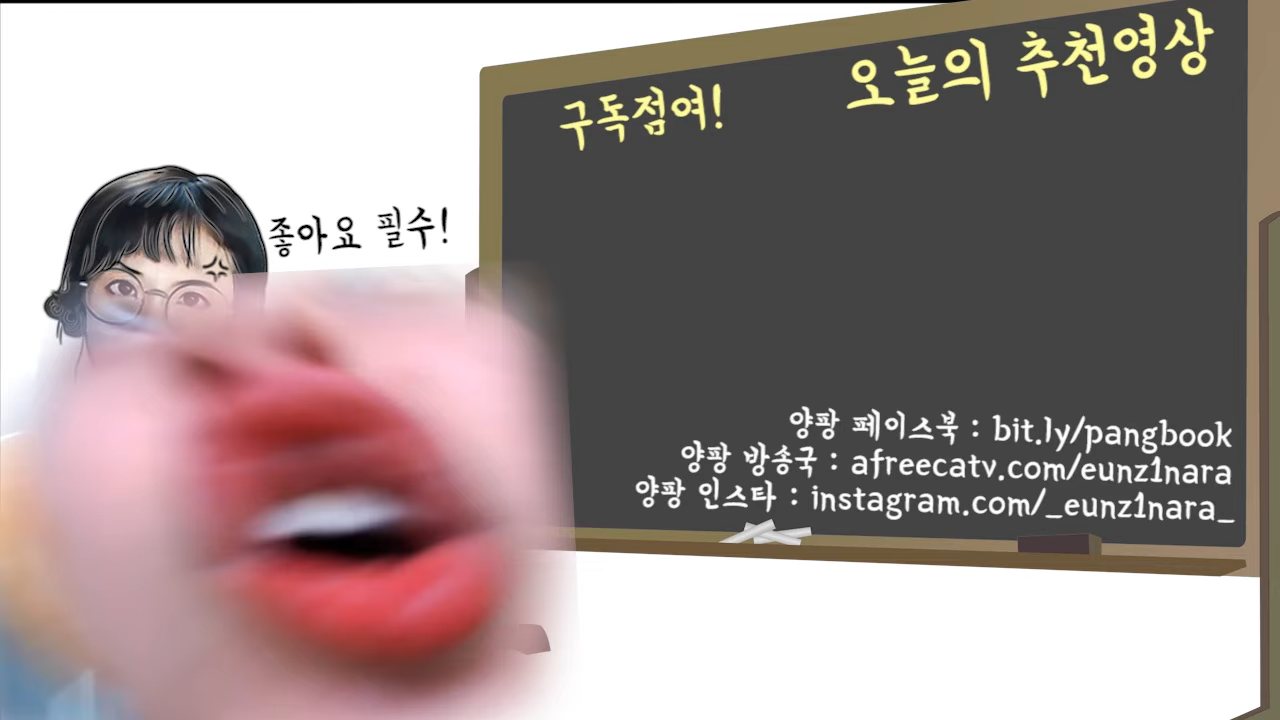 구독점여!
오늘의 추천영상
좋아요 필수!
양팡 페이스북 : bit.ly/pangbook
양팡 방송국 : afreecatv.com/eunz1nara
양팡 인스타 : instagram.com/_eunz1nara_